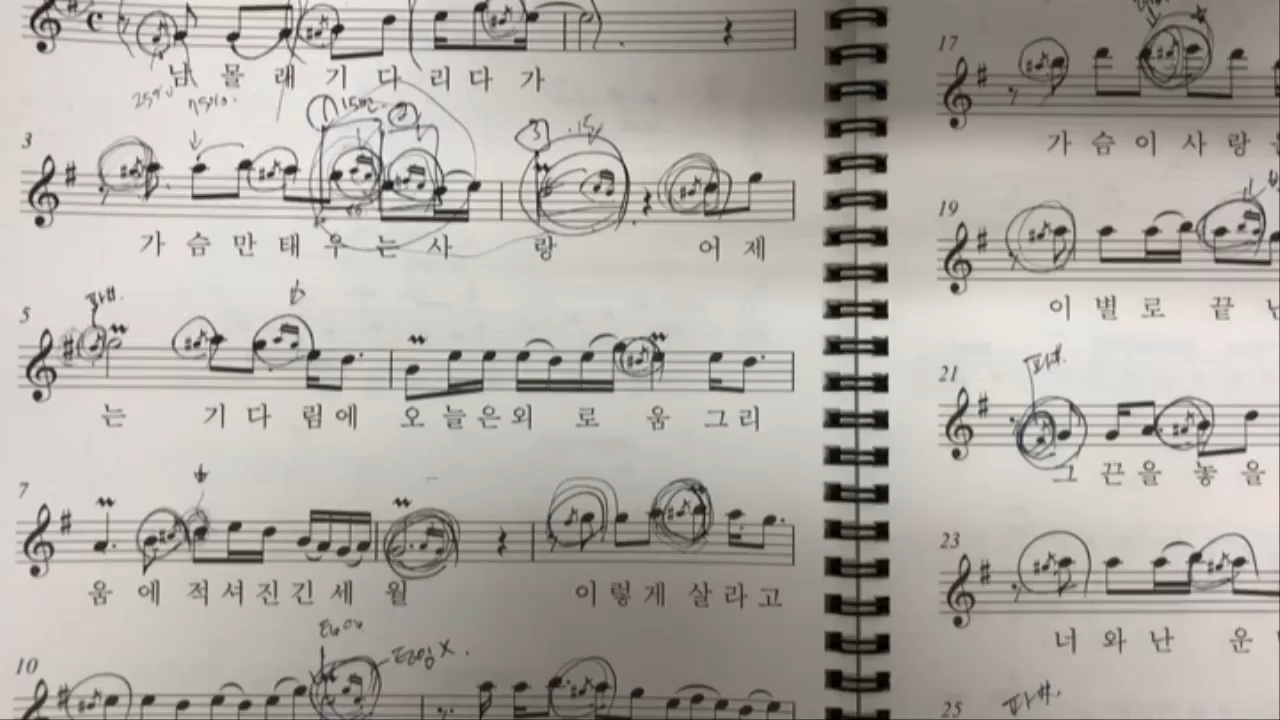 남 몰래 기 다 리 다 가
3
가 슴 만 태 우 는 사 랑 어 제
5
파#.
는 기 다 림 에 오 늘 은 외 로 움 그 리
7
움 에 적 셔 진 긴 세 월 이 렇 게 살 라 고
10
17
가 슴 이 사 랑
19
이 별 로 끝
21
파#.
그 끈 을 놓 을
23
너 와 난 운
25
파#.